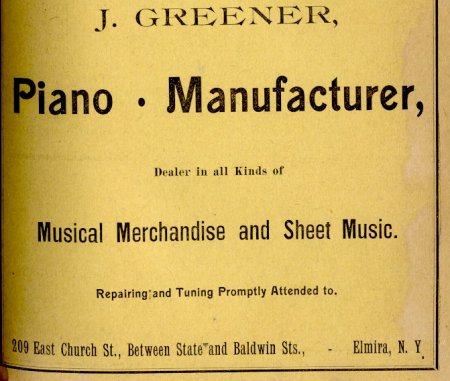 J. GREENER,
Piano · Manufacturer,
Dealer in all Kinds of
Musical Merchandise and Sheet Music.
Repairing and Tuning Promptly Attended to.
209 East Church St., Between State and Baldwin Sts., - Elmira, N. Y.